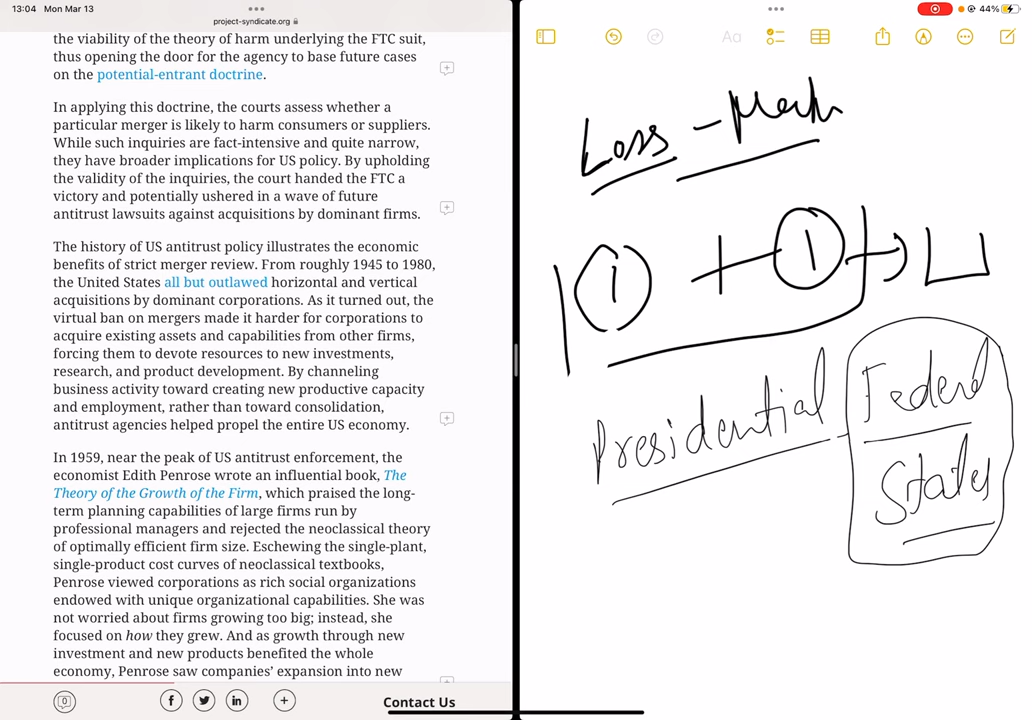 13:04 Mon Mar 13
44%
project-syndicate.org
the viability of the theory of harm underlying the FTC suit,
thus opening the door for the agency to base future cases
on the potential-entrant doctrine.
In applying this doctrine, the courts assess whether a
particular merger is likely to harm consumers or suppliers.
While such inquiries are fact-intensive and quite narrow,
they have broader implications for US policy. By upholding
the validity of the inquiries, the court handed the FTC a
victory and potentially ushered in a wave of future
antitrust lawsuits against acquisitions by dominant firms.
The history of US antitrust policy illustrates the economic
benefits of strict merger review. From roughly 1945 to 1980,
the United States all but outlawed horizontal and vertical
acquisitions by dominant corporations. As it turned out, the
virtual ban on mergers made it harder for corporations to
acquire existing assets and capabilities from other firms,
forcing them to devote resources to new investments,
research, and product development. By channeling
business activity toward creating new productive capacity
and employment, rather than toward consolidation,
antitrust agencies helped propel the entire US economy.
In 1959, near the peak of US antitrust enforcement, the
economist Edith Penrose wrote an influential book, The
Theory of the Growth of the Firm, which praised the long-
term planning capabilities of large firms run by
professional managers and rejected the neoclassical theory
of optimally efficient firm size. Eschewing the single-plant,
single-product cost curves of neoclassical textbooks,
Penrose viewed corporations as rich social organizations
endowed with unique organizational capabilities. She was
not worried about firms growing too big; instead, she
focused on how they grew. And as growth through new
investment and new products benefited the whole
economy, Penrose saw companies' expansion into new
0
Contact Us
Aa
Loss -
1 + 1
Presidential - Federal
States